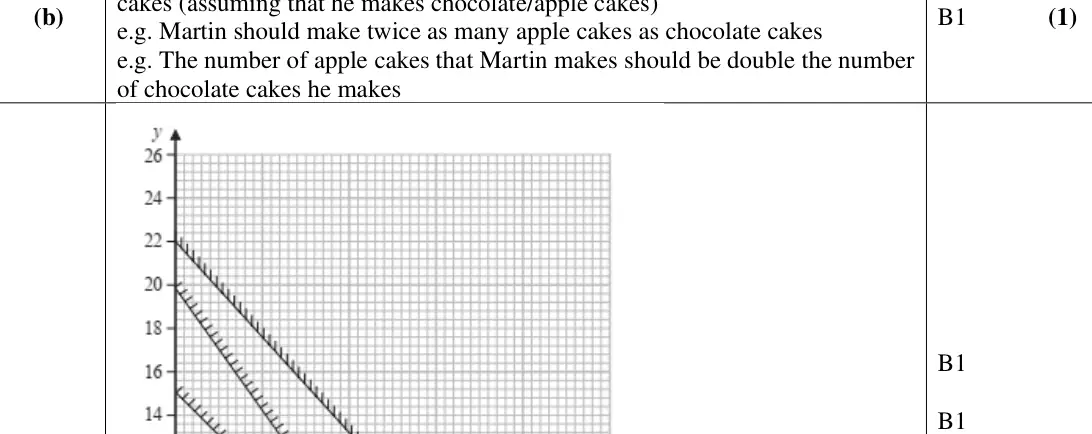 cakes (assuming that he makes chocolate/apple cakes)
(b) B1 (1)
e.g. Martin should make twice as many apple cakes as chocolate cakes
e.g. The number of apple cakes that Martin makes should be double the number
of chocolate cakes he makes
y
26
24
22
20
18
16
B1
14
B1